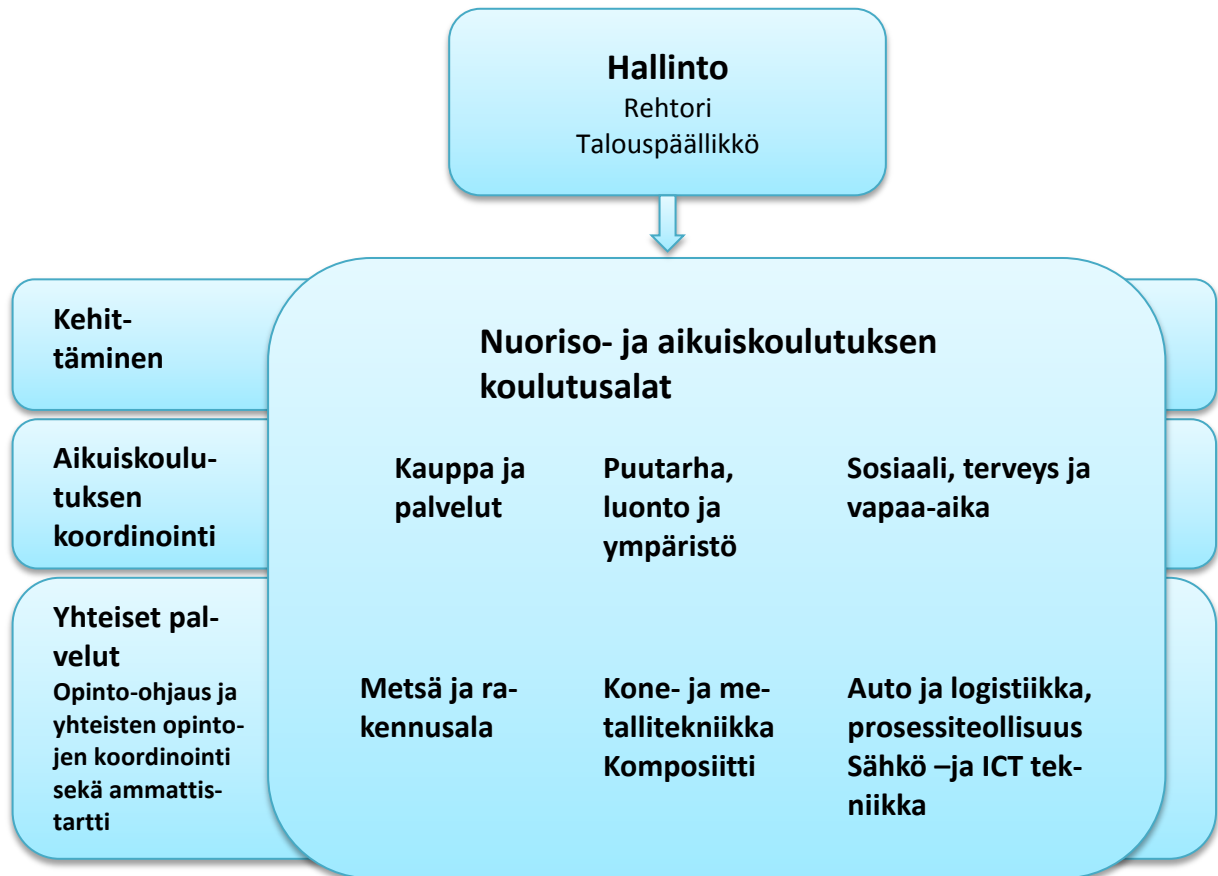 Hallinto
Rehtori
Talouspäällikkö
Kehit-
täminen
Aikuiskoulu-
tuksen
koordinointi
Yhteiset pal-
velut
Opinto-ohjaus ja
yhteisten opinto-
jen koordinointi
sekä ammattis-
tartti
Nuoriso- ja aikuiskoulutuksen
koulutusalat
Kauppa ja
palvelut
Puutarha,
luonto ja
ympäristö
Sosiaali, terveys ja
vapaa-aika
Metsä ja ra-
kennusala
Kone- ja me-
tallitekniikka
Komposiitti
Auto ja logistiikka,
prosessiteollisuus
Sähkö –ja ICT tek-
niikka